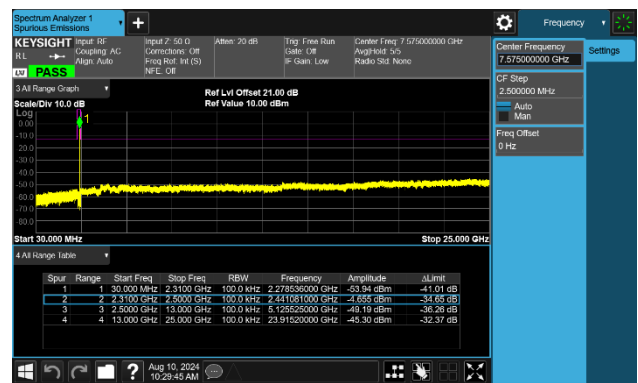 Spectrum Analyzer 1
Spurious Emissions
Frequency
KEYSIGHT
RL
Input: RF
Coupling: AC
Align: Auto
Input Z: 50 Ω
Corrections: Off
Freq Ref: Int (S)
NFE: Off
Atten: 20 dB
Trig: Free Run
Gate: Off
IF Gain: Low
Center Freq: 7.575000000 GHz
Avg|Hold: 5/5
Radio Std: None
LV PASS
Center Frequency
7.575000000 GHz
Settings
CF Step
2.500000 MHz
Auto
Man
Freq Offset
0 Hz
3 All Range Graph
Scale/Div 10.0 dB
Ref Lvl Offset 21.00 dB
Ref Value 10.00 dBm
Log
1
0.00
-10.0
-20.0
-30.0
-40.0
-50.0
-60.0
-70.0
-80.0
Start 30.000 MHz
Stop 25.000 GHz
4 All Range Table
Spur Range Start Freq Stop Freq RBW Frequency Amplitude ΔLimit
1 1 30.000 MHz 2.3100 GHz 100.0 kHz 2.278536000 GHz -53.94 dBm -41.01 dB
2 2 2.3100 GHz 2.5000 GHz 100.0 kHz 2.441081000 GHz -4.655 dBm -34.65 dB
3 3 2.5000 GHz 13.000 GHz 100.0 kHz 5.125525000 GHz -49.19 dBm -36.26 dB
4 4 13.000 GHz 25.000 GHz 100.0 kHz 23.91520000 GHz -45.30 dBm -32.37 dB
Aug 10, 2024
10:29:45 AM